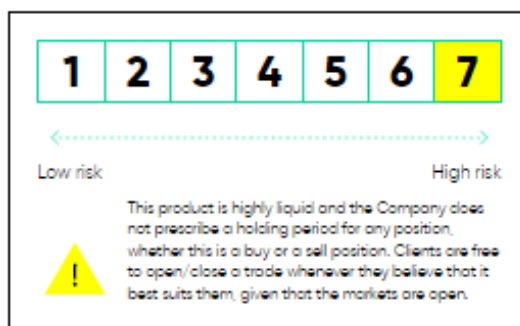 1 2 3 4 5 6 7
Low risk High risk
This product is highly liquid and the Company does
not prescribe a holding period for any position,
whether this is a buy or a sell position. Clients are free
to open/close a trade whenever they believe that it
best suits them, given that the markets are open.
!